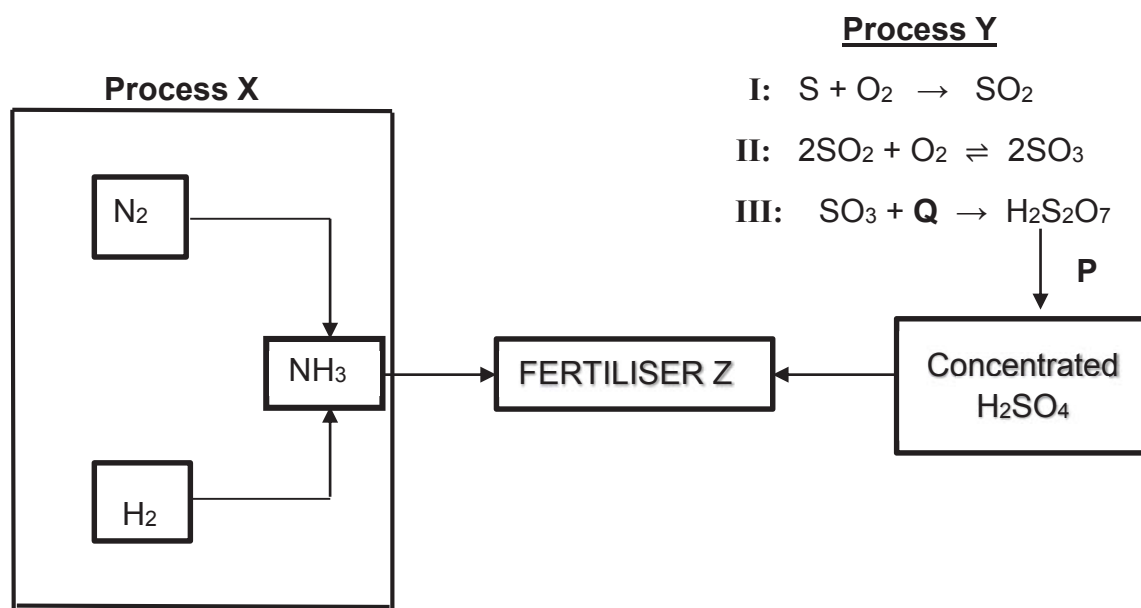 Process Y
Process X
I: S + O₂ → SO₂
II: 2SO₂ + O₂ ⇌ 2SO₃
III: SO₃ + Q → H₂S₂O₇
N₂
P
NH₃
FERTILISER Z
Concentrated
H₂SO₄
H₂